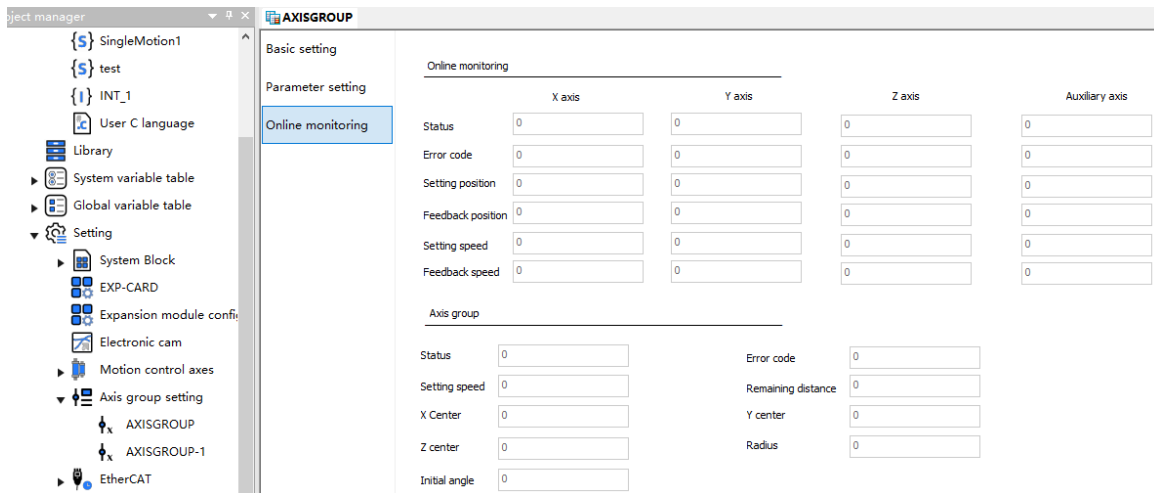 oject manager
SingleMotion1
test
INT_1
User C language
Library
System variable table
Global variable table
Setting
System Block
EXP-CARD
Expansion module config
Electronic cam
Motion control axes
Axis group setting
AXISGROUP
AXISGROUP-1
EtherCAT
AXISGROUP
Basic setting
Parameter setting
Online monitoring
Online monitoring
X axis Y axis Z axis Auxiliary axis
Status 0 0 0 0
Error code 0 0 0 0
Setting position 0 0 0 0
Feedback position 0 0 0 0
Setting speed 0 0 0 0
Feedback speed 0 0 0 0
Axis group
Status 0 Error code 0
Setting speed 0 Remaining distance 0
X Center 0 Y center 0
Z center 0 Radius 0
Initial angle 0